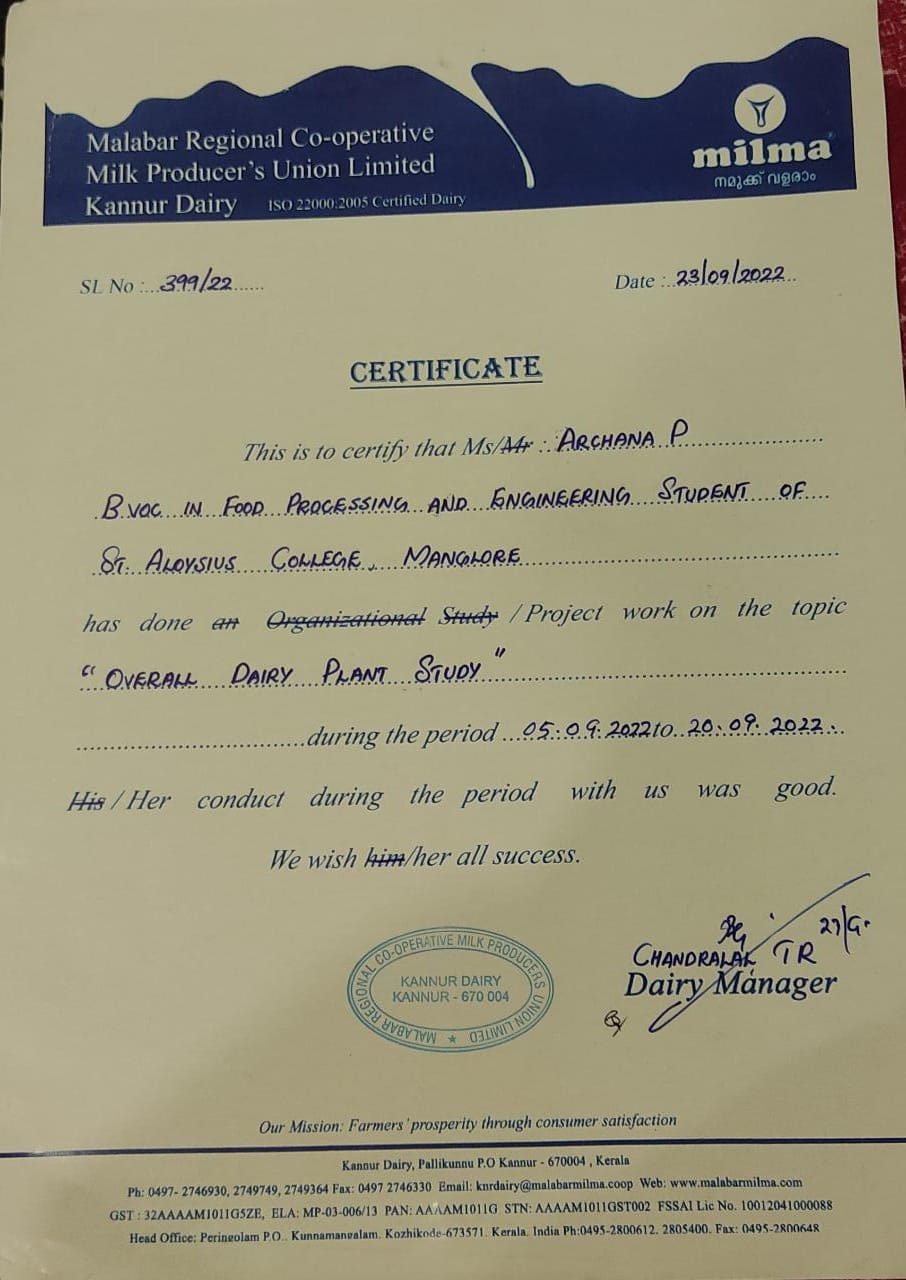 Malabar Regional Co-operative
Milk Producer's Union Limited
Kannur Dairy ISO 22000:2005 Certified Dairy
milma
നമുക്ക് വളരാം
SL No :...399/22......
Date :..23/09/2022..
CERTIFICATE
This is to certify that Ms/Mr : ARCHANA P
B.VOC IN FOOD PROCESSING AND ENGINEERING STUDENT OF
ST. ALOYSIUS COLLEGE, MANGLORE
has done an Organizational Study / Project work on the topic
"OVERALL DAIRY PLANT STUDY"
during the period 05.09.2022 to 20.09.2022
His / Her conduct during the period with us was good.
We wish him/her all success.
MALABAR REGIONAL CO-OPERATIVE MILK PRODUCERS UNION LIMITED
KANNUR DAIRY
KANNUR - 670 004
CHANDRALAL TR
Dairy Manager
Our Mission: Farmers' prosperity through consumer satisfaction
Kannur Dairy, Pallikunnu P.O Kannur - 670004 , Kerala
Ph: 0497- 2746930, 2749749, 2749364 Fax: 0497 2746330 Email: knrdairy@malabarmilma.coop Web: www.malabarmilma.com
GST : 32AAAAM1011G5ZE, ELA: MP-03-006/13 PAN: AAAAM1011G STN: AAAAM1011GST002 FSSAI Lic No. 10012041000088
Head Office: Peringolam P.O.. Kunnamangalam. Kozhikode-673571. Kerala. India Ph:0495-2800612. 2805400. Fax: 0495-2800648